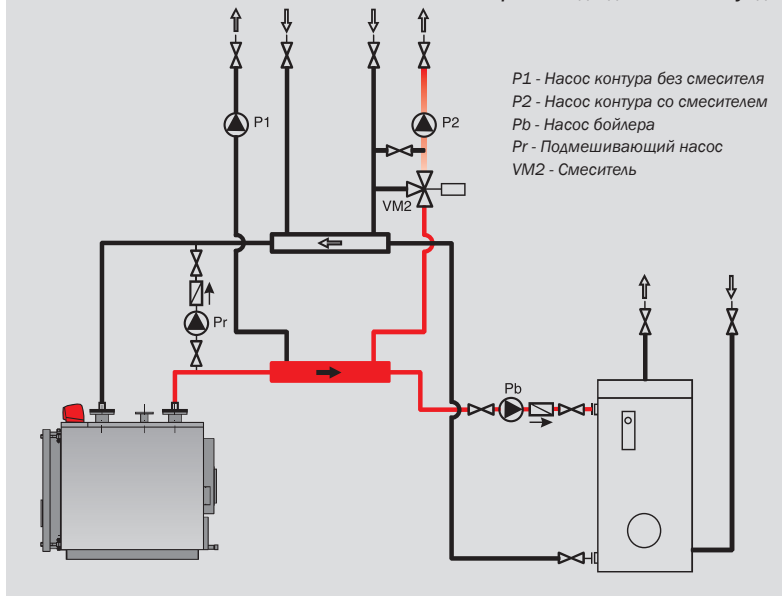 P1 - Насос контура без смесителя
P2 - Насос контура со смесителем
Pb - Насос бойлера
Pr - Подмешивающий насос
VM2 - Смеситель
P1
P2
VM2
Pr
Pb